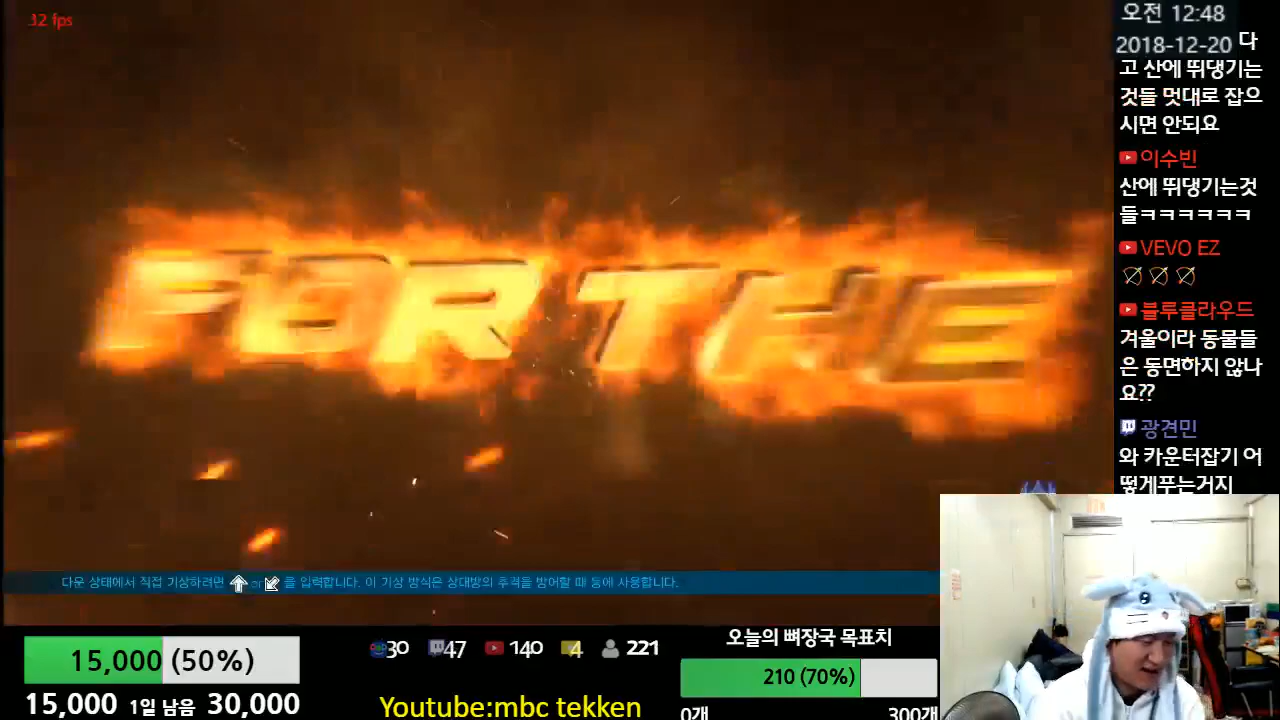 32 fps
오전 12:48
2018-12-20 다
고 산에 뛰댕기는
것들 멋대로 잡으
시면 안되요
이수빈
산에 뛰댕기는것
들ㅋㅋㅋㅋㅋㅋ
VEVO EZ
블루클라우드
겨울이라 동물들
은 동면하지 않나
요??
광견민
와 카운터잡기 어
떻게푸는거지
FOR THE
다운 상태에서 직접 기상하려면 or 을 입력합니다. 이 기상 방식은 상대방의 추격을 방어할 때 등에 사용합니다.
15,000 (50%)
15,000 1일 남음 30,000
30 47 140 4 221
Youtube:mbc tekken
오늘의 뼈장국 목표치
210 (70%)
0개 300개